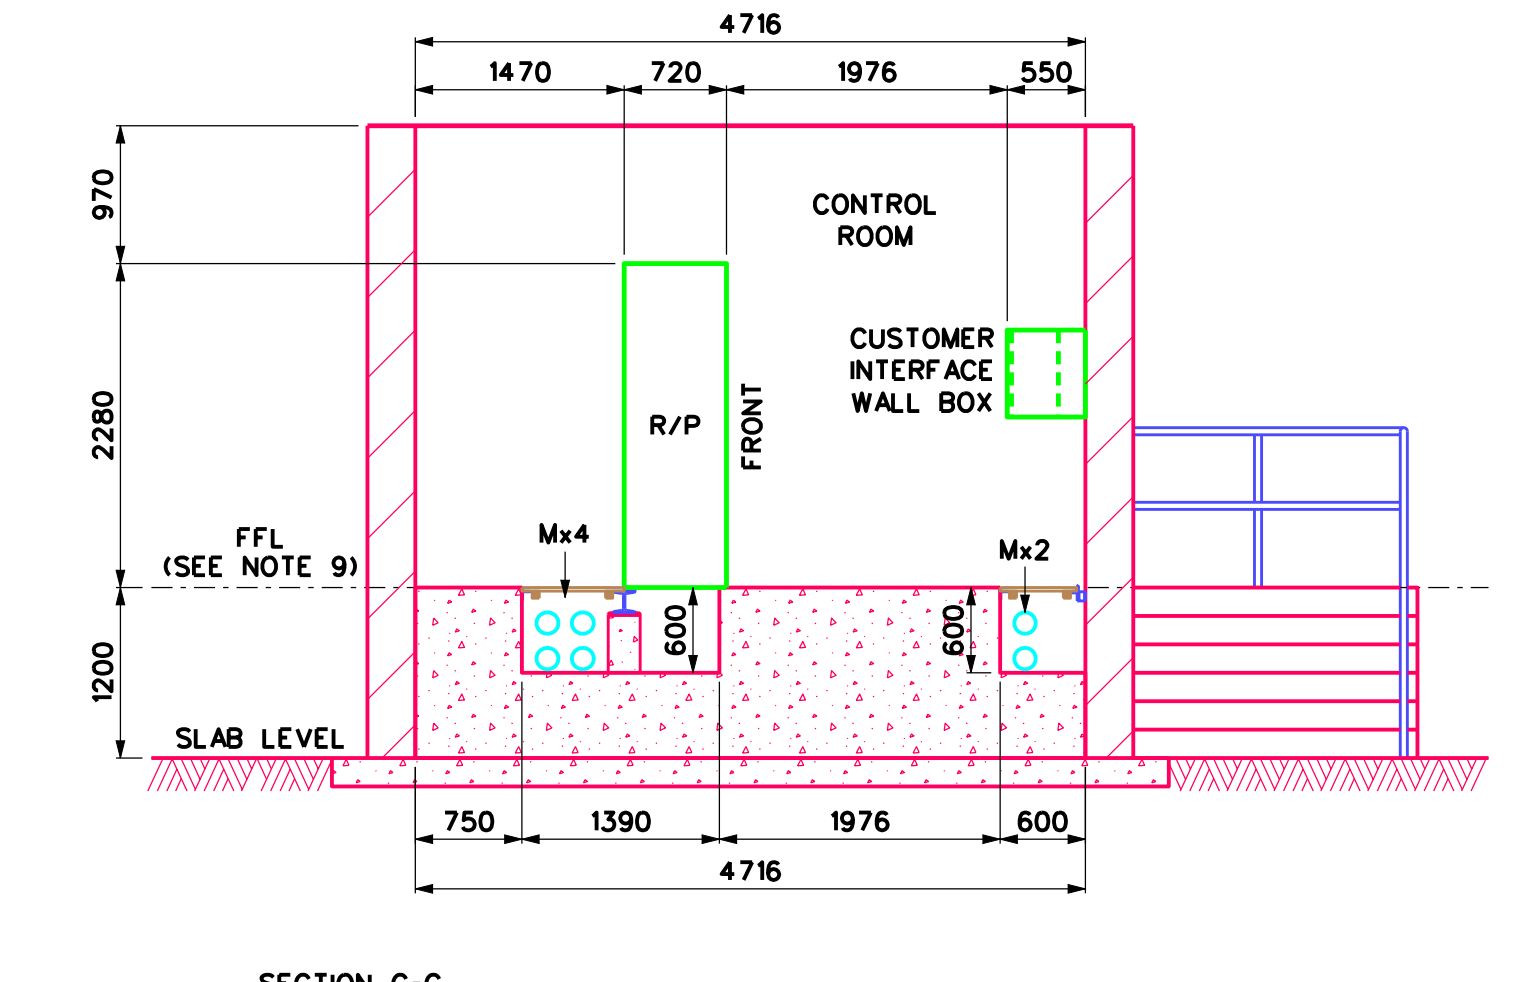 4716
1470 720 1976 550
970
CONTROL
ROOM
CUSTOMER
INTERFACE
WALL BOX
2280
R/P
FRONT
Mx4
Mx2
FFL
(SEE NOTE 9)
600
600
1200
SLAB LEVEL
750 1390 1976 600
4716
SECTION C-C